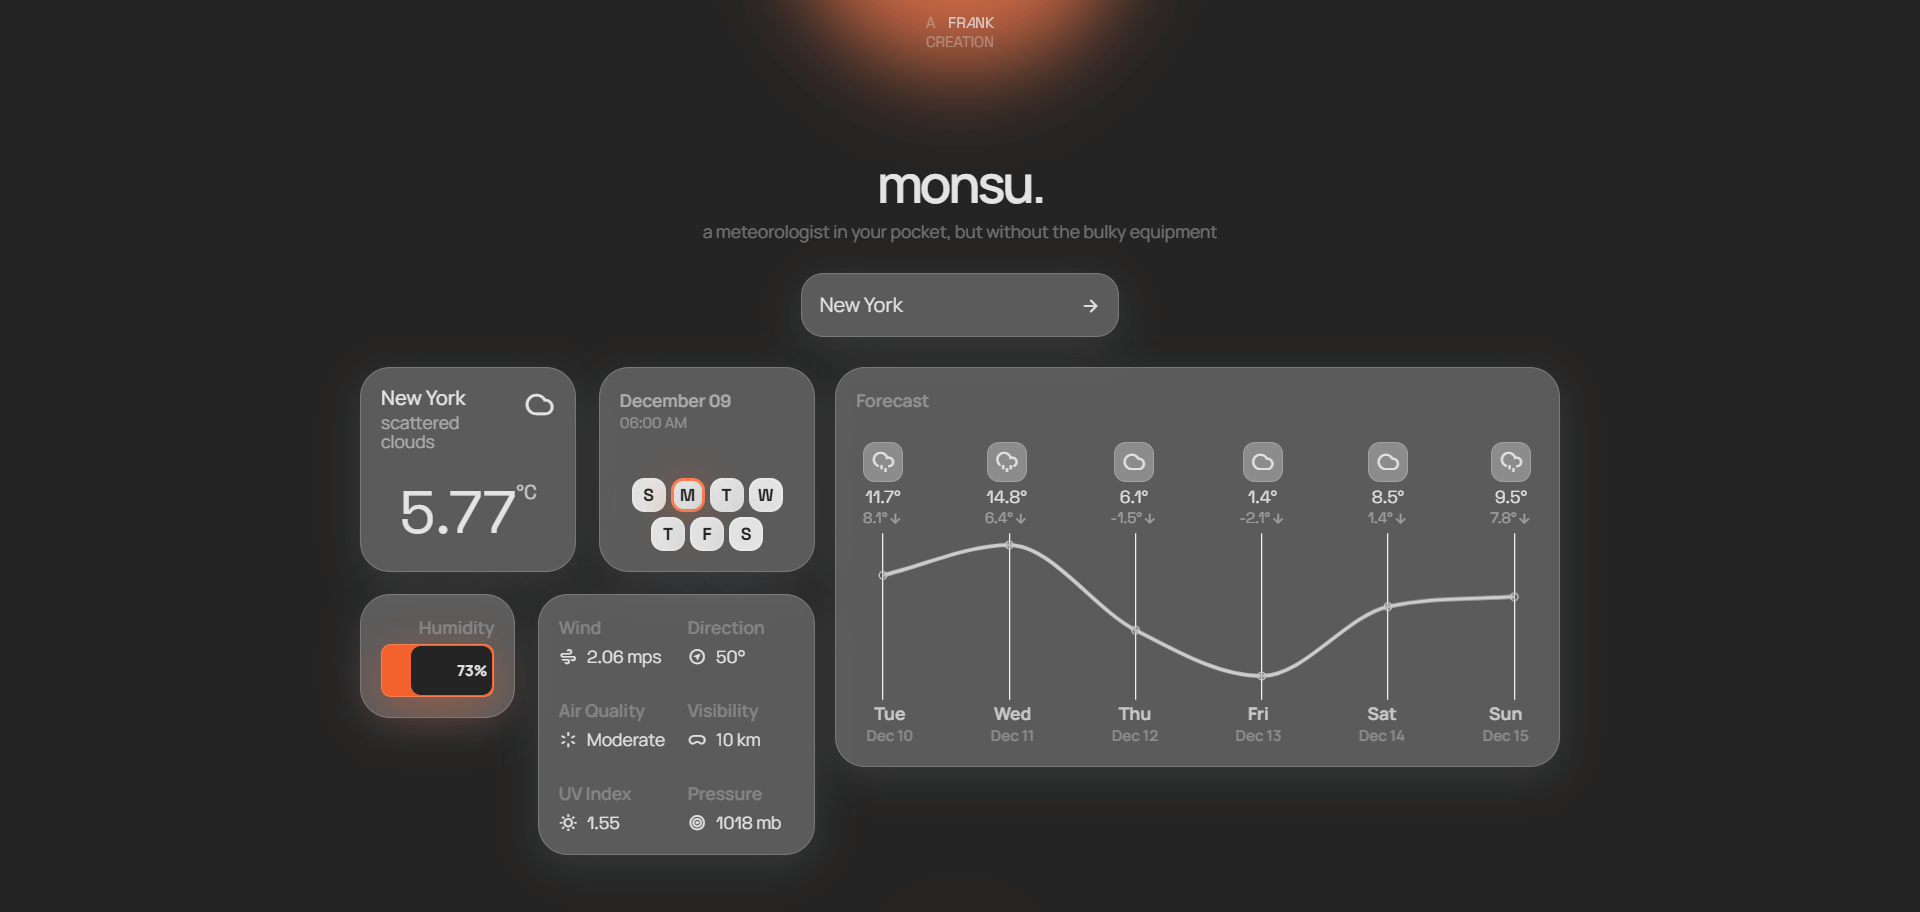 A FRANK
CREATION
monsu.
a meteorologist in your pocket, but without the bulky equipment
New York
New York
scattered
clouds
5.77°C
December 09
06:00 AM
S M T W
T F S
Humidity
73%
Wind Direction
2.06 mps 50°
Air Quality Visibility
Moderate 10 km
UV Index Pressure
1.55 1018 mb
Forecast
11.7° 14.8° 6.1° 1.4° 8.5° 9.5°
8.1°↓ 6.4°↓ -1.5°↓ -2.1°↓ 1.4°↓ 7.8°↓
Tue Wed Thu Fri Sat Sun
Dec 10 Dec 11 Dec 12 Dec 13 Dec 14 Dec 15